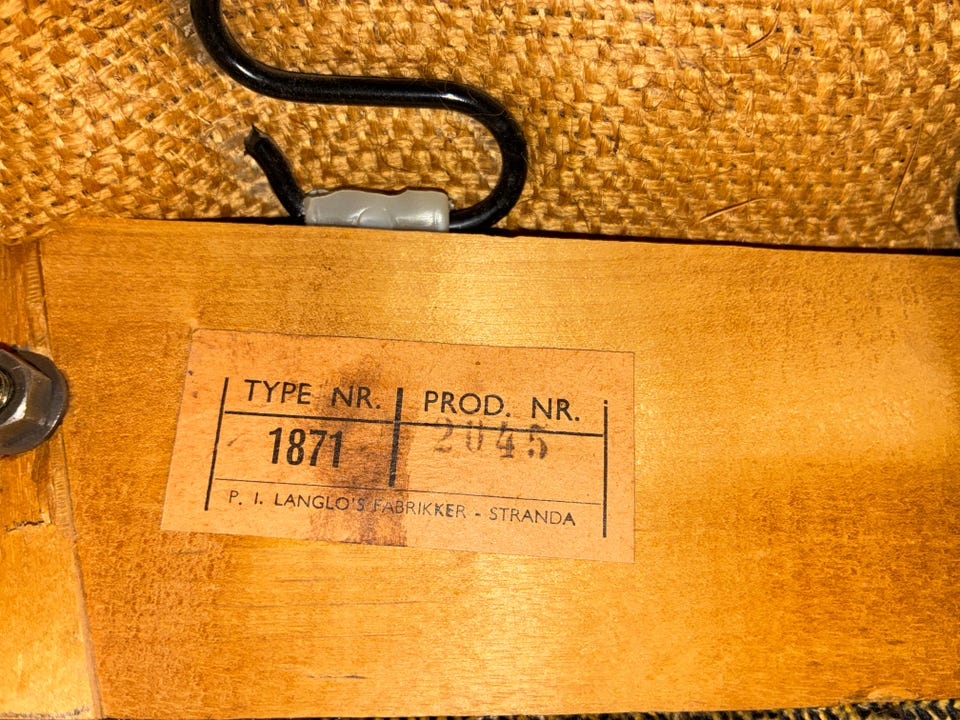 TYPE NR. PROD. NR.
1871 2045
P. I. LANGLO'S FABRIKKER - STRANDA